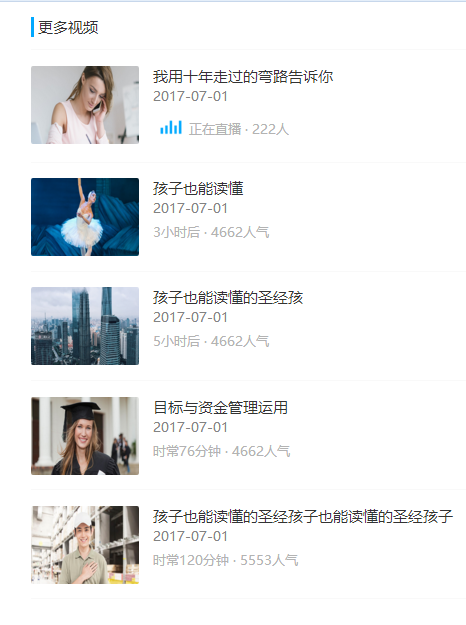 更多视频
我用十年走过的弯路告诉你
2017-07-01
正在直播 · 222人
孩子也能读懂
2017-07-01
3小时后 · 4662人气
孩子也能读懂的圣经孩
2017-07-01
5小时后 · 4662人气
目标与资金管理运用
2017-07-01
时常76分钟 · 4662人气
孩子也能读懂的圣经孩子也能读懂的圣经孩子
2017-07-01
时常120分钟 · 5553人气